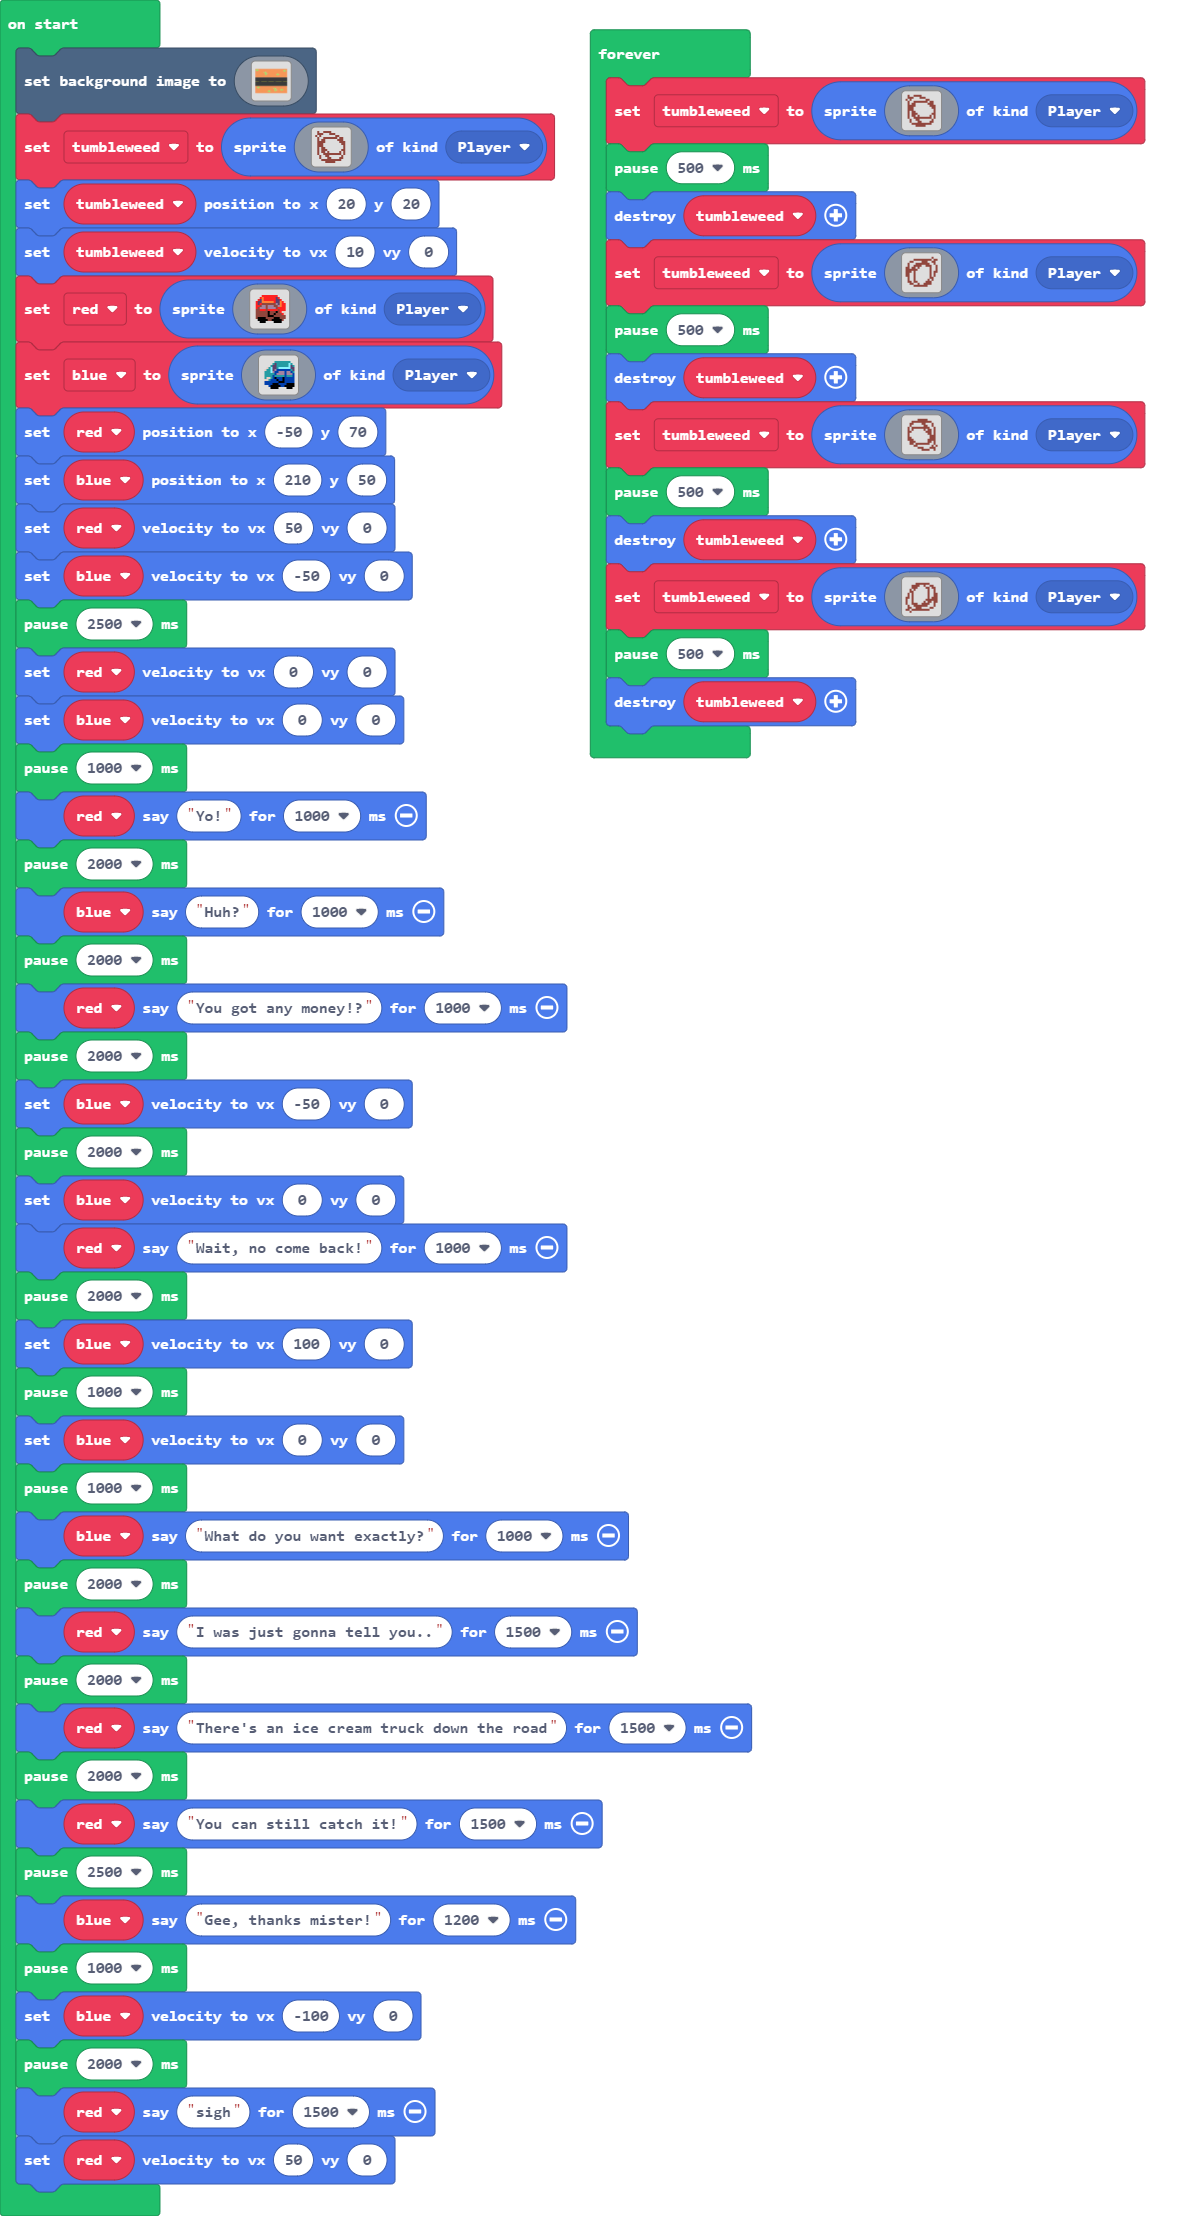 on start
set background image to
set tumbleweed to sprite of kind Player
set tumbleweed position to x 20 y 20
set tumbleweed velocity to vx 10 vy 0
set red to sprite of kind Player
set blue to sprite of kind Player
set red position to x -50 y 70
set blue position to x 210 y 50
set red velocity to vx 50 vy 0
set blue velocity to vx -50 vy 0
pause 2500 ms
set red velocity to vx 0 vy 0
set blue velocity to vx 0 vy 0
pause 1000 ms
red say "Yo!" for 1000 ms
pause 2000 ms
blue say "Huh?" for 1000 ms
pause 2000 ms
red say "You got any money!?" for 1000 ms
pause 2000 ms
set blue velocity to vx -50 vy 0
pause 2000 ms
set blue velocity to vx 0 vy 0
red say "Wait, no come back!" for 1000 ms
pause 2000 ms
set blue velocity to vx 100 vy 0
pause 1000 ms
set blue velocity to vx 0 vy 0
pause 1000 ms
blue say "What do you want exactly?" for 1000 ms
pause 2000 ms
red say "I was just gonna tell you.." for 1500 ms
pause 2000 ms
red say "There's an ice cream truck down the road" for 1500 ms
pause 2000 ms
red say "You can still catch it!" for 1500 ms
pause 2500 ms
blue say "Gee, thanks mister!" for 1200 ms
pause 1000 ms
set blue velocity to vx -100 vy 0
pause 2000 ms
red say "sigh" for 1500 ms
set red velocity to vx 50 vy 0
forever
set tumbleweed to sprite of kind Player
pause 500 ms
destroy tumbleweed
set tumbleweed to sprite of kind Player
pause 500 ms
destroy tumbleweed
set tumbleweed to sprite of kind Player
pause 500 ms
destroy tumbleweed
set tumbleweed to sprite of kind Player
pause 500 ms
destroy tumbleweed